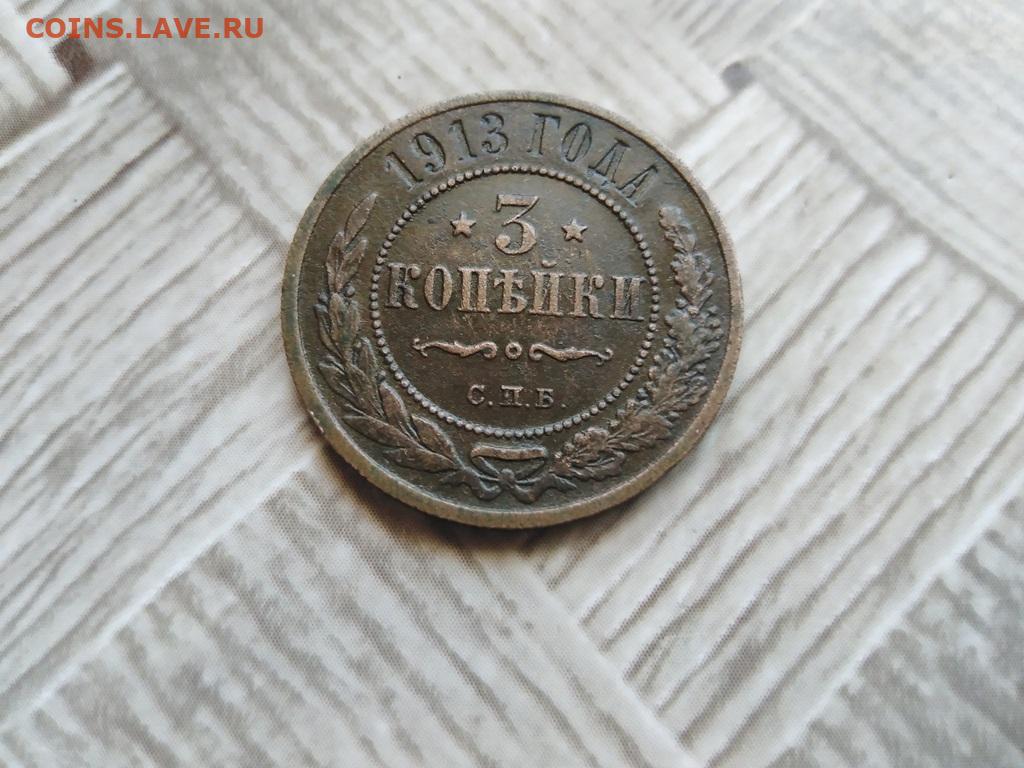 COINS.LAVE.RU
1913 ГОДА
3
КОПѢЙКИ
С.П.Б.